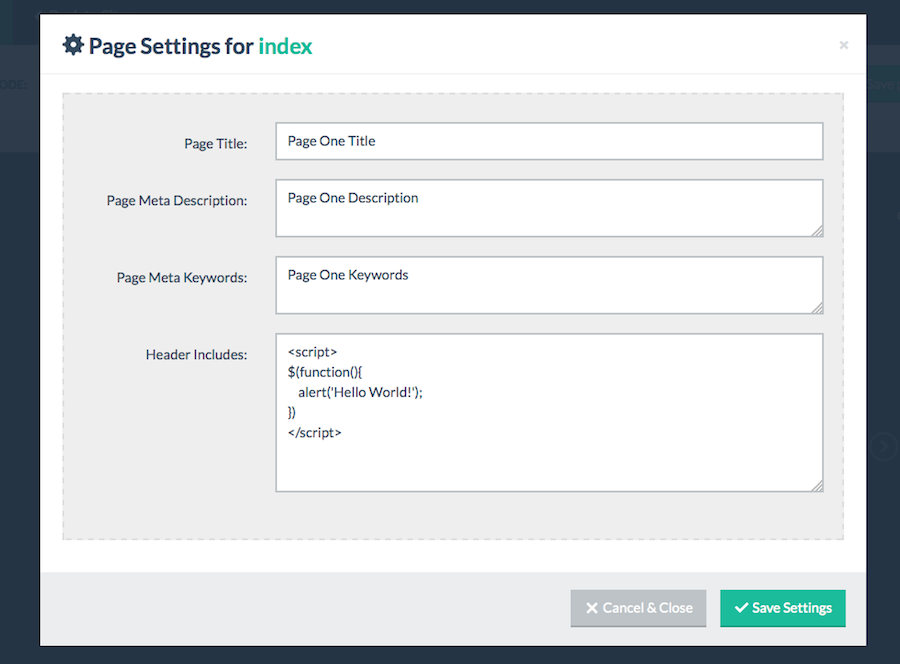 Page Settings for index
×
Page Title:
Page One Title
Page Meta Description:
Page One Description
Page Meta Keywords:
Page One Keywords
Header Includes:
<script>
$(function(){
alert('Hello World!');
})
</script>
Cancel & Close
Save Settings